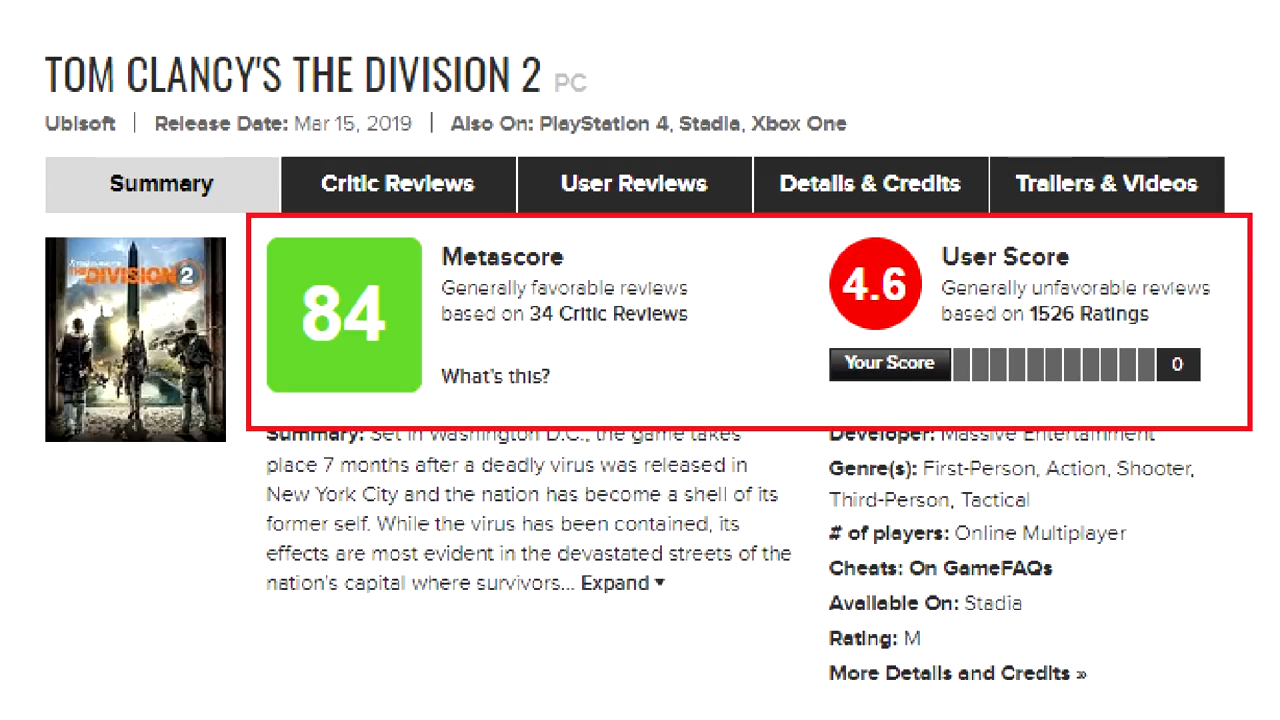 TOM CLANCY'S THE DIVISION 2 PC
Ubisoft | Release Date: Mar 15, 2019 | Also On: PlayStation 4, Stadia, Xbox One
Summary Critic Reviews User Reviews Details & Credits Trailers & Videos
THE DIVISION 2
84
Metascore
Generally favorable reviews
based on 34 Critic Reviews
What's this?
4.6
User Score
Generally unfavorable reviews
based on 1526 Ratings
Your Score 0
Summary: Set in Washington D.C., the game takes
place 7 months after a deadly virus was released in
New York City and the nation has become a shell of its
former self. While the virus has been contained, its
effects are most evident in the devastated streets of the
nation's capital where survivors... Expand ▼
Developer: Massive Entertainment
Genre(s): First-Person, Action, Shooter,
Third-Person, Tactical
# of players: Online Multiplayer
Cheats: On GameFAQs
Available On: Stadia
Rating: M
More Details and Credits »